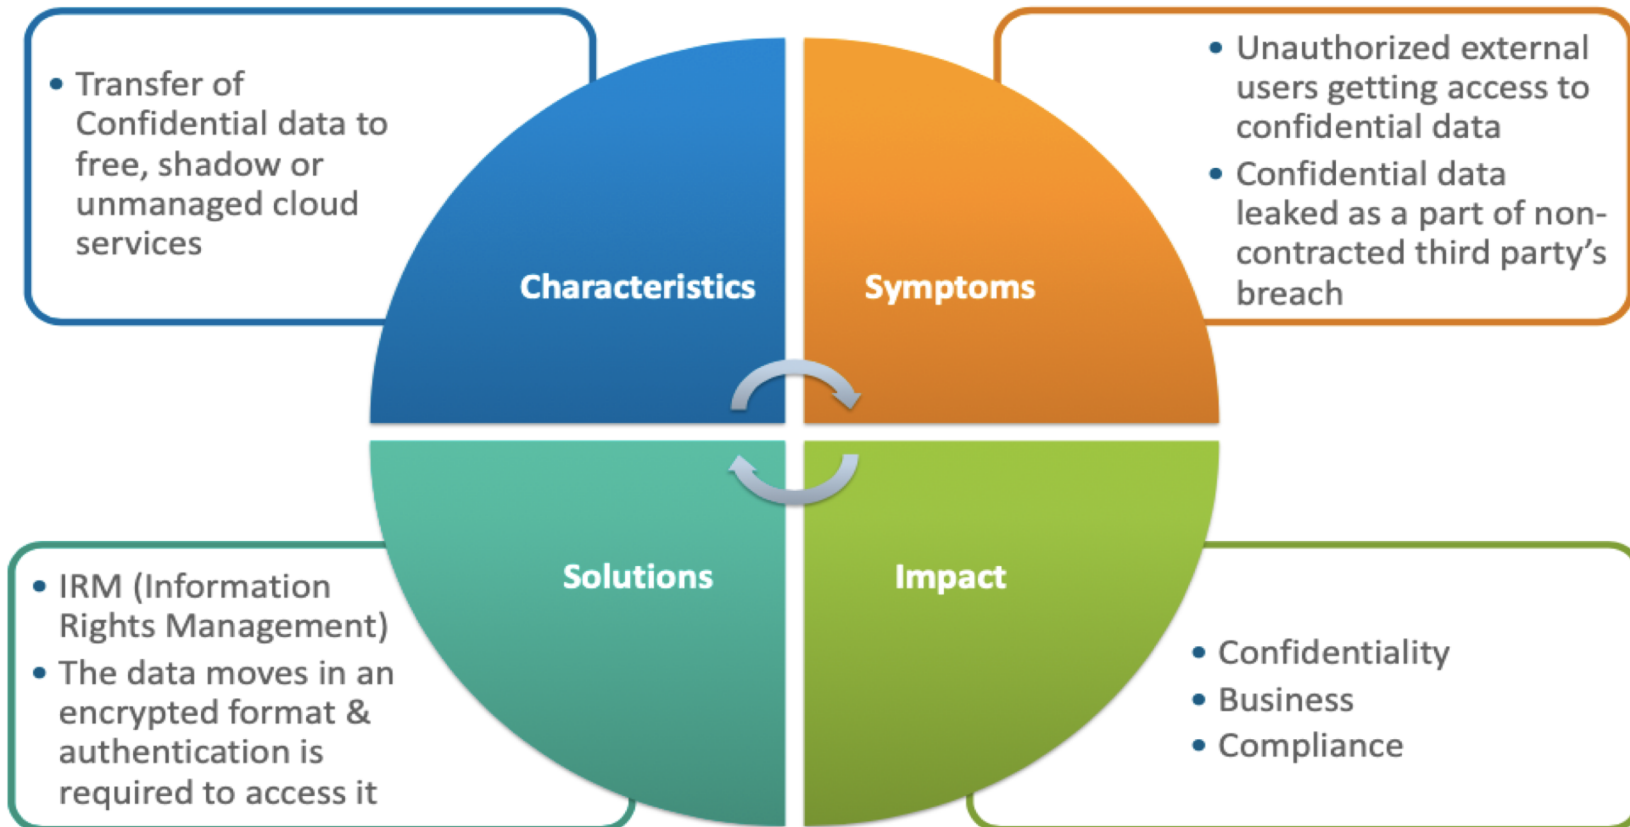 • Transfer of
Confidential data to
free, shadow or
unmanaged cloud
services
Characteristics
• Unauthorized external
users getting access to
confidential data
• Confidential data
leaked as a part of non-
contracted third party’s
breach
Symptoms
• IRM (Information
Rights Management)
• The data moves in an
encrypted format &
authentication is
required to access it
Solutions
Impact
• Confidentiality
• Business
• Compliance